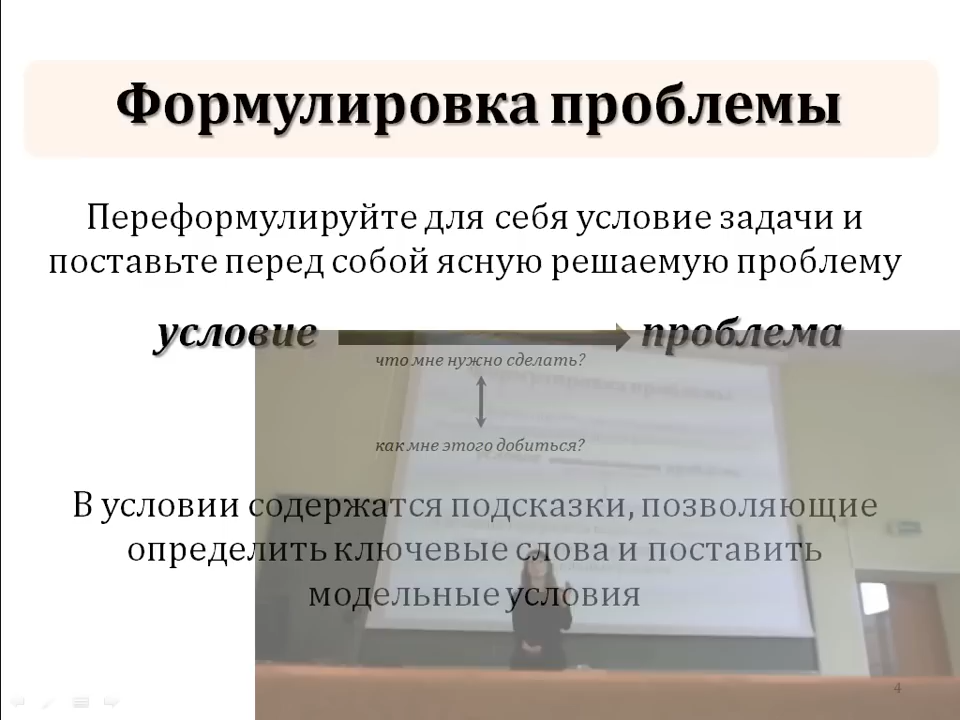 Формулировка проблемы
Переформулируйте для себя условие задачи и
поставьте перед собой ясную решаемую проблему
условие проблема
что мне нужно сделать?
как мне этого добиться?
В условии содержатся подсказки, позволяющие
определить ключевые слова и поставить
модельные условия
4